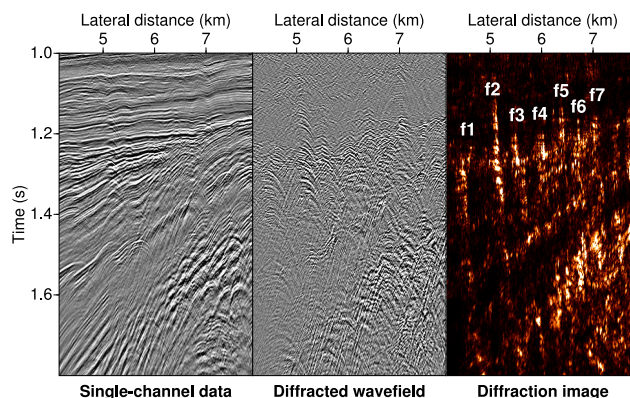 Lateral distance (km) Lateral distance (km) Lateral distance (km)
5 6 7 5 6 7 5 6 7
1.0
1.2
1.4
1.6
Time (s)
f1
f2
f3
f4
f5
f6
f7
Single-channel data Diffracted wavefield Diffraction image